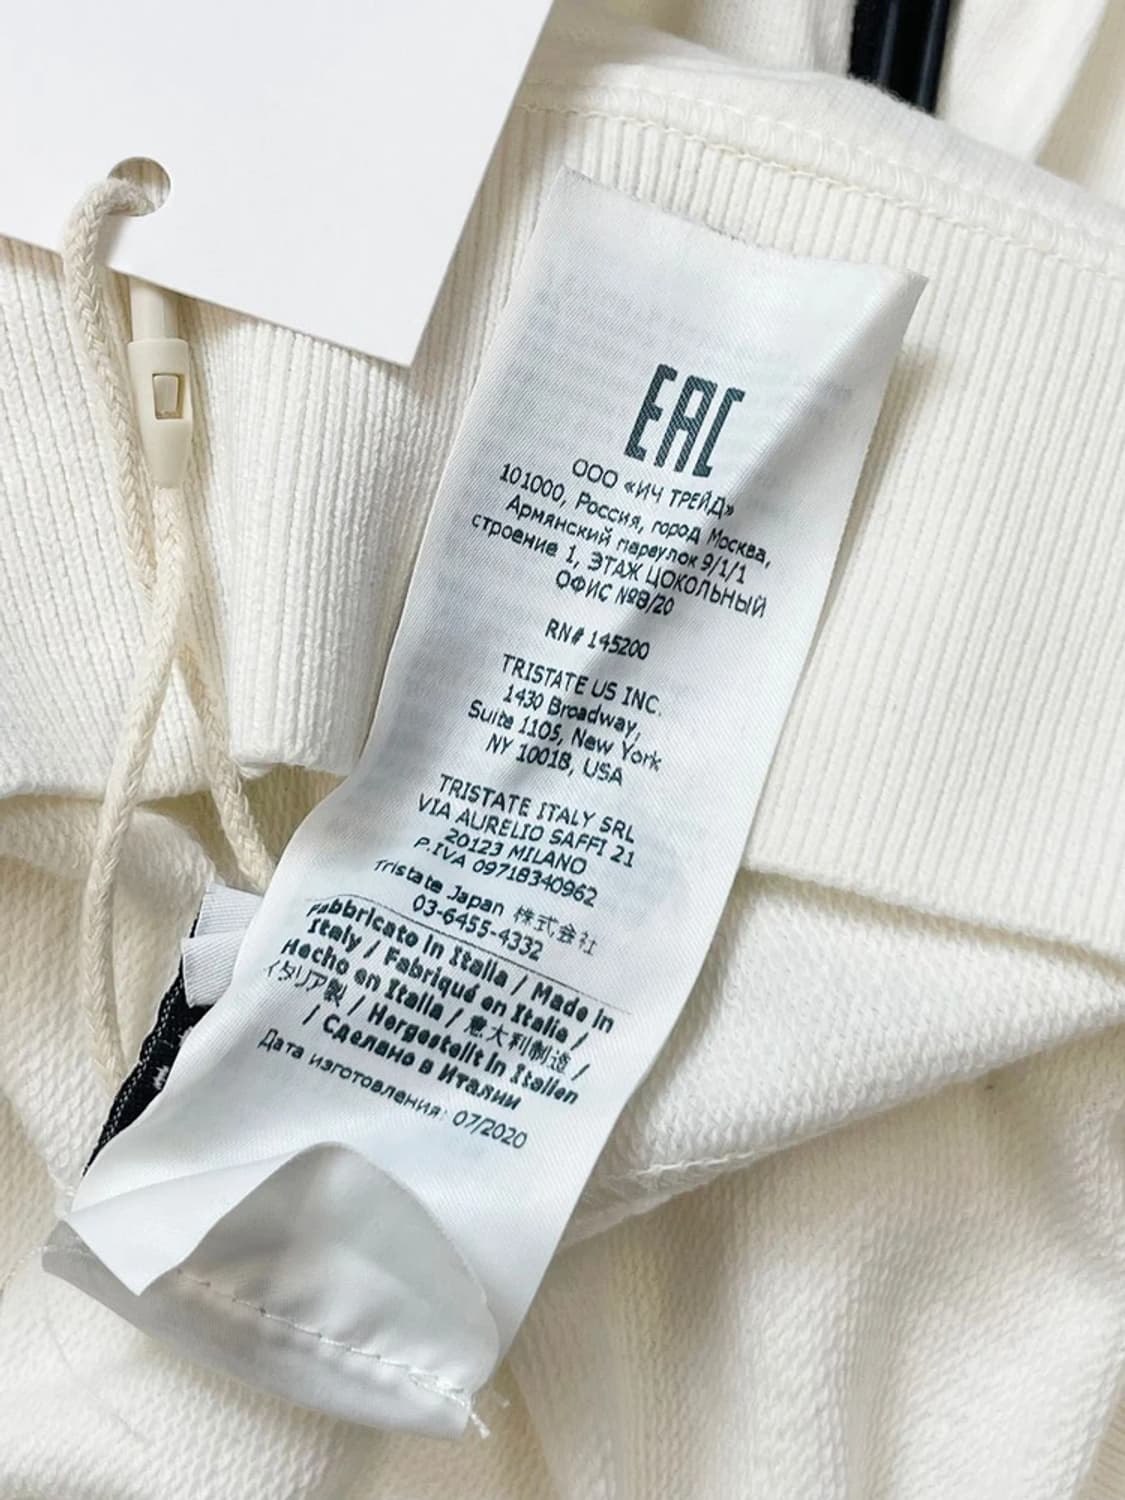 EAC
ООО «ИЧ ТРЕЙД»
101000, Россия, город Москва,
Армянский переулок 9/1/1
строение 1, ЭТАЖ ЦОКОЛЬНЫЙ
ОФИС №8/20
RN# 145200
TRISTATE US INC.
1430 Broadway,
Suite 1105, New York
NY 10018, USA
TRISTATE ITALY SRL
VIA AURELIO SAFFI 21
20123 MILANO
P.IVA 09718340962
Tristate Japan 株式会社
03-6455-4332
Fabbricato in Italia / Made in
Italy / Fabriqué en Italie /
Hecho en Italia / 意大利制造 /
イタリア製 / Hergestellt in Italien
/ Сделано в Италии
Дата изготовления: 07/2020